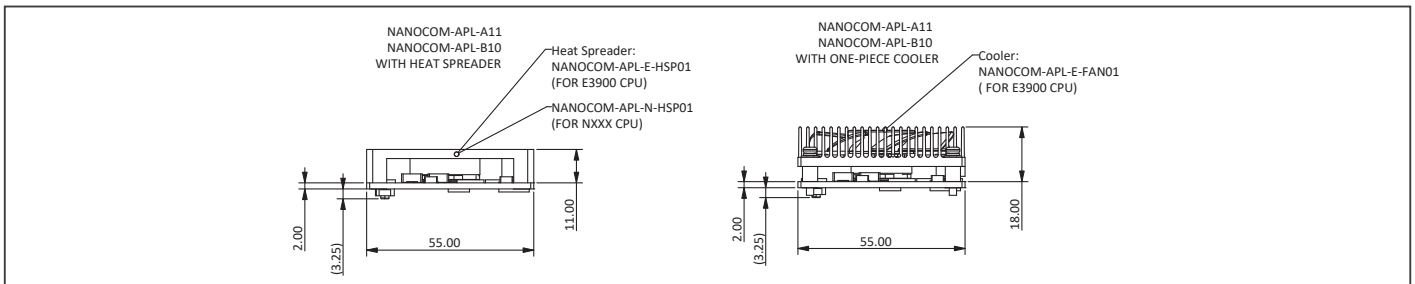 NANOCOM-APL-A11
NANOCOM-APL-B10
WITH HEAT SPREADER
Heat Spreader:
NANOCOM-APL-E-HSP01
(FOR E3900 CPU)
NANOCOM-APL-N-HSP01
(FOR NXXX CPU)
2.00
(3.25)
55.00
11.00
NANOCOM-APL-A11
NANOCOM-APL-B10
WITH ONE-PIECE COOLER
Cooler:
NANOCOM-APL-E-FAN01
( FOR E3900 CPU)
2.00
(3.25)
55.00
18.00